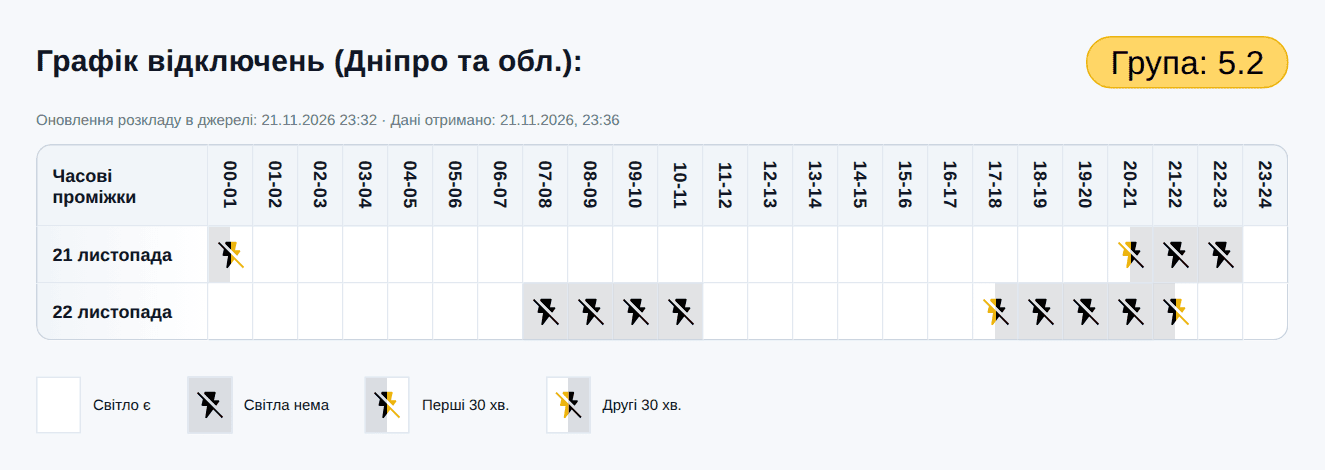 Графік відключень (Дніпро та обл.):
Група: 5.2
Оновлення розкладу в джерелі: 21.11.2026 23:32 · Дані отримано: 21.11.2026, 23:36
Часові
проміжки
00-01
01-02
02-03
03-04
04-05
05-06
06-07
07-08
08-09
09-10
10-11
11-12
12-13
13-14
14-15
15-16
16-17
17-18
18-19
19-20
20-21
21-22
22-23
23-24
21 листопада
22 листопада
Світло є
Світла нема
Перші 30 хв.
Другі 30 хв.